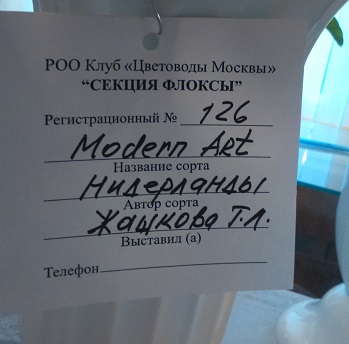 РОО Клуб «Цветоводы Москвы»
“СЕКЦИЯ ФЛОКСЫ”
Регистрационный № 126
Modern Art
Название сорта
Нидерланды
Автор сорта
Жашкова Т.Л.
Выставил (а)
Телефон